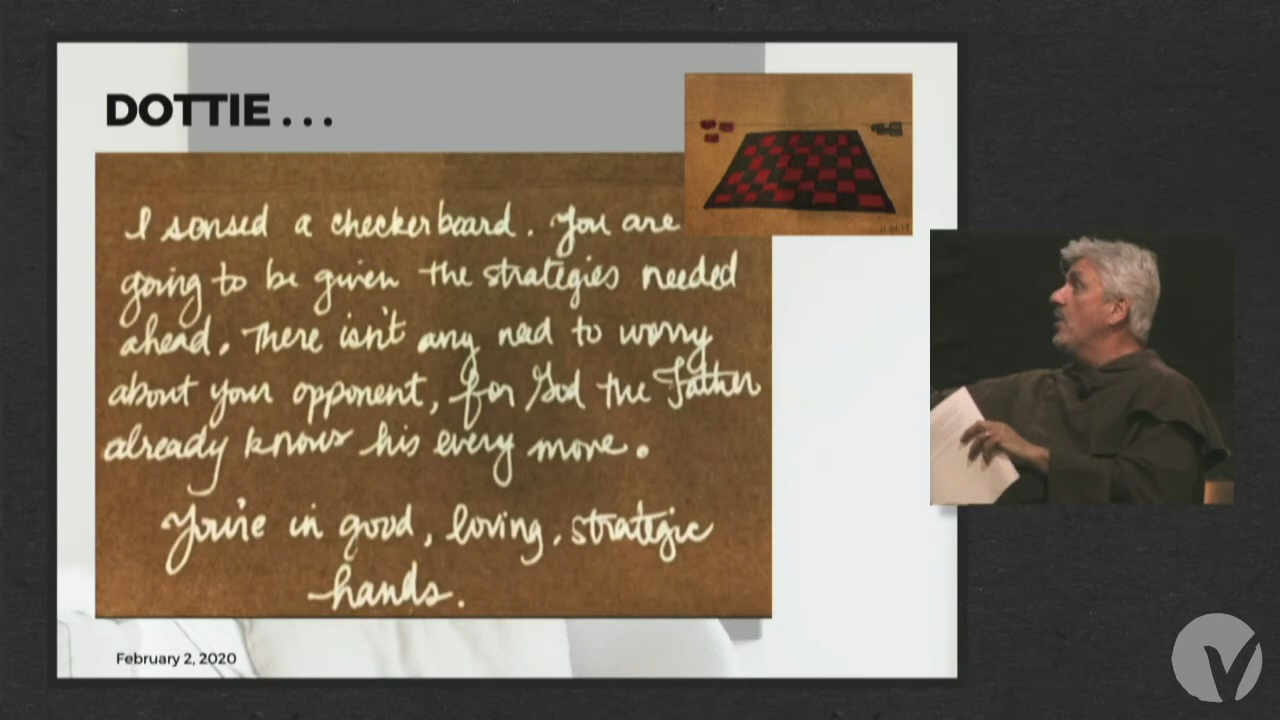 DOTTIE...
I sensed a checkerboard. You are
going to be given the strategies needed
ahead. There isn't any need to worry
about your opponent, for God the Father
already knows his every move.
You're in good, loving, strategic
hands.
February 2, 2020